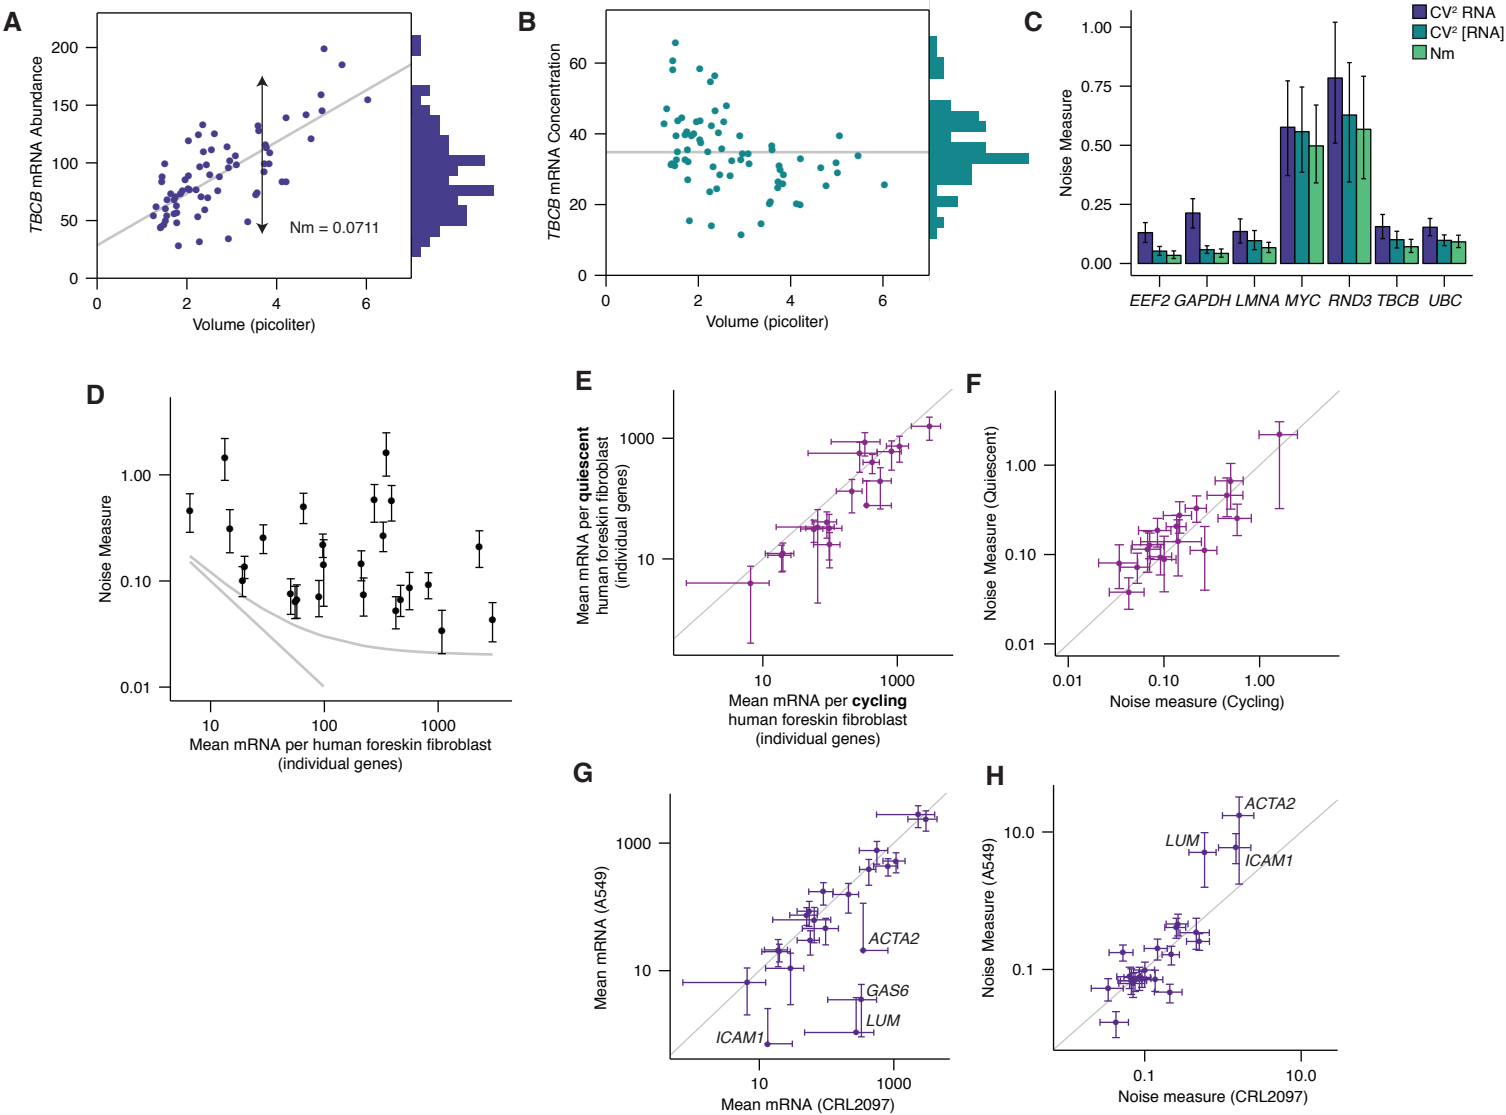 A
TBCB mRNA Abundance
200
150
100
50
0
Nm = 0.0711
0 2 4 6
Volume (picoliter)
B
TBCB mRNA Concentration
60
40
20
0
0 2 4 6
Volume (picoliter)
C
CV² RNA
CV² [RNA]
Nm
Noise Measure
1.00
0.75
0.50
0.25
0.00
EEF2 GAPDH LMNA MYC RND3 TBCB UBC
D
Noise Measure
1.00
0.10
0.01
10 100 1000
Mean mRNA per human foreskin fibroblast
(individual genes)
E
Mean mRNA per quiescent
human foreskin fibroblast
(individual genes)
1000
10
10 1000
Mean mRNA per cycling
human foreskin fibroblast
(individual genes)
F
Noise Measure (Quiescent)
1.00
0.10
0.01
0.01 0.10 1.00
Noise measure (Cycling)
G
Mean mRNA (A549)
1000
10
ACTA2
GAS6
LUM
ICAM1
10 1000
Mean mRNA (CRL2097)
H
Noise Measure (A549)
10.0
0.1
ACTA2
LUM
ICAM1
0.1 10.0
Noise measure (CRL2097)